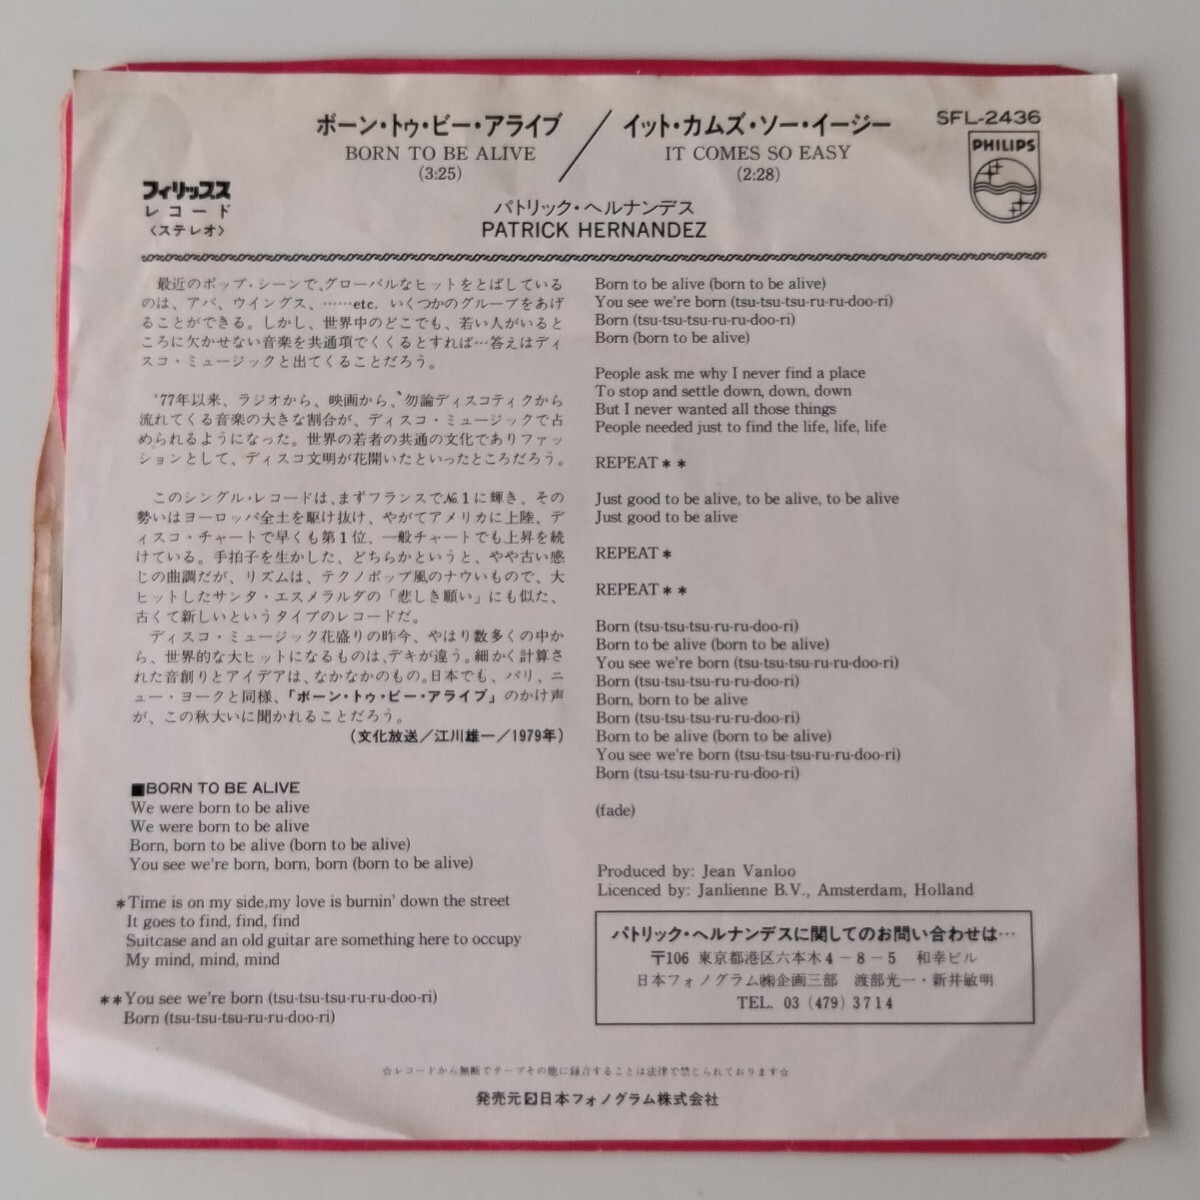 ボーン・トゥ・ビー・アライブ／イット・カムズ・ソー・イージー
BORN TO BE ALIVE
(3:25)
IT COMES SO EASY
(2:28)
SFL-2436
PHILIPS
フィリップス
レコード
〈ステレオ〉
パトリック・ヘルナンデス
PATRICK HERNANDEZ
最近のポップ・シーンで、グローバルなヒットをとばしている
のは、アバ、ウイングス、……etc. いくつかのグループをあげ
ることができる。しかし、世界中のどこでも、若い人がいると
ころに欠かせない音楽を共通項でくくるとすれば…答えはディ
スコ・ミュージックと出てくることだろう。
'77年以来、ラジオから、映画から、勿論ディスコティクから
流れてくる音楽の大きな割合が、ディスコ・ミュージックで占
められるようになった。世界の若者の共通の文化でありファッ
ションとして、ディスコ文明が花開いたといったところだろう。
このシングル・レコードは、まずフランスで№1に輝き、その
勢いはヨーロッパ全土を駆け抜け、やがてアメリカに上陸、デ
ィスコ・チャートで早くも第1位、一般チャートでも上昇を続
けている。手拍子を生かした、どちらかというと、やや古い感
じの曲調だが、リズムは、テクノポップ風のナウいもので、大
ヒットしたサンタ・エスメラルダの「悲しき願い」にも似た、
古くて新しいというタイプのレコードだ。
ディスコ・ミュージック花盛りの昨今、やはり数多くの中か
ら、世界的な大ヒットになるものは、デキが違う。細かく計算さ
れた音創りとアイデアは、なかなかのもの。日本でも、パリ、ニ
ュー・ヨークと同様、「ボーン・トゥ・ビー・アライブ」のかけ声
が、この秋大いに聞かれることだろう。
(文化放送／江川雄一／1979年)
■BORN TO BE ALIVE
We were born to be alive
We were born to be alive
Born, born to be alive (born to be alive)
You see we're born, born, born (born to be alive)
＊Time is on my side,my love is burnin' down the street
It goes to find, find, find
Suitcase and an old guitar are something here to occupy
My mind, mind, mind
＊＊You see we're born (tsu-tsu-tsu-ru-ru-doo-ri)
Born (tsu-tsu-tsu-ru-ru-doo-ri)
Born to be alive (born to be alive)
You see we're born (tsu-tsu-tsu-ru-ru-doo-ri)
Born (tsu-tsu-tsu-ru-ru-doo-ri)
Born (born to be alive)
People ask me why I never find a place
To stop and settle down, down, down
But I never wanted all those things
People needed just to find the life, life, life
REPEAT＊＊
Just good to be alive, to be alive, to be alive
Just good to be alive
REPEAT＊
REPEAT＊＊
Born (tsu-tsu-tsu-ru-ru-doo-ri)
Born to be alive (born to be alive)
You see we're born (tsu-tsu-tsu-ru-ru-doo-ri)
Born (tsu-tsu-tsu-ru-ru-doo-ri)
Born, born to be alive
Born (tsu-tsu-tsu-ru-ru-doo-ri)
Born to be alive (born to be alive)
You see we're born (tsu-tsu-tsu-ru-ru-doo-ri)
Born (tsu-tsu-tsu-ru-ru-doo-ri)
(fade)
Produced by: Jean Vanloo
Licenced by: Janlienne B.V., Amsterdam, Holland
パトリック・ヘルナンデスに関してのお問い合わせは…
〒106 東京都港区六本木4－8－5 和幸ビル
日本フォノグラム㈱企画三部 渡部光一・新井敏明
TEL. 03 (479) 3714
☆レコードから無断でテープその他に録音することは法律で禁じられております☆
発売元 日本フォノグラム株式会社